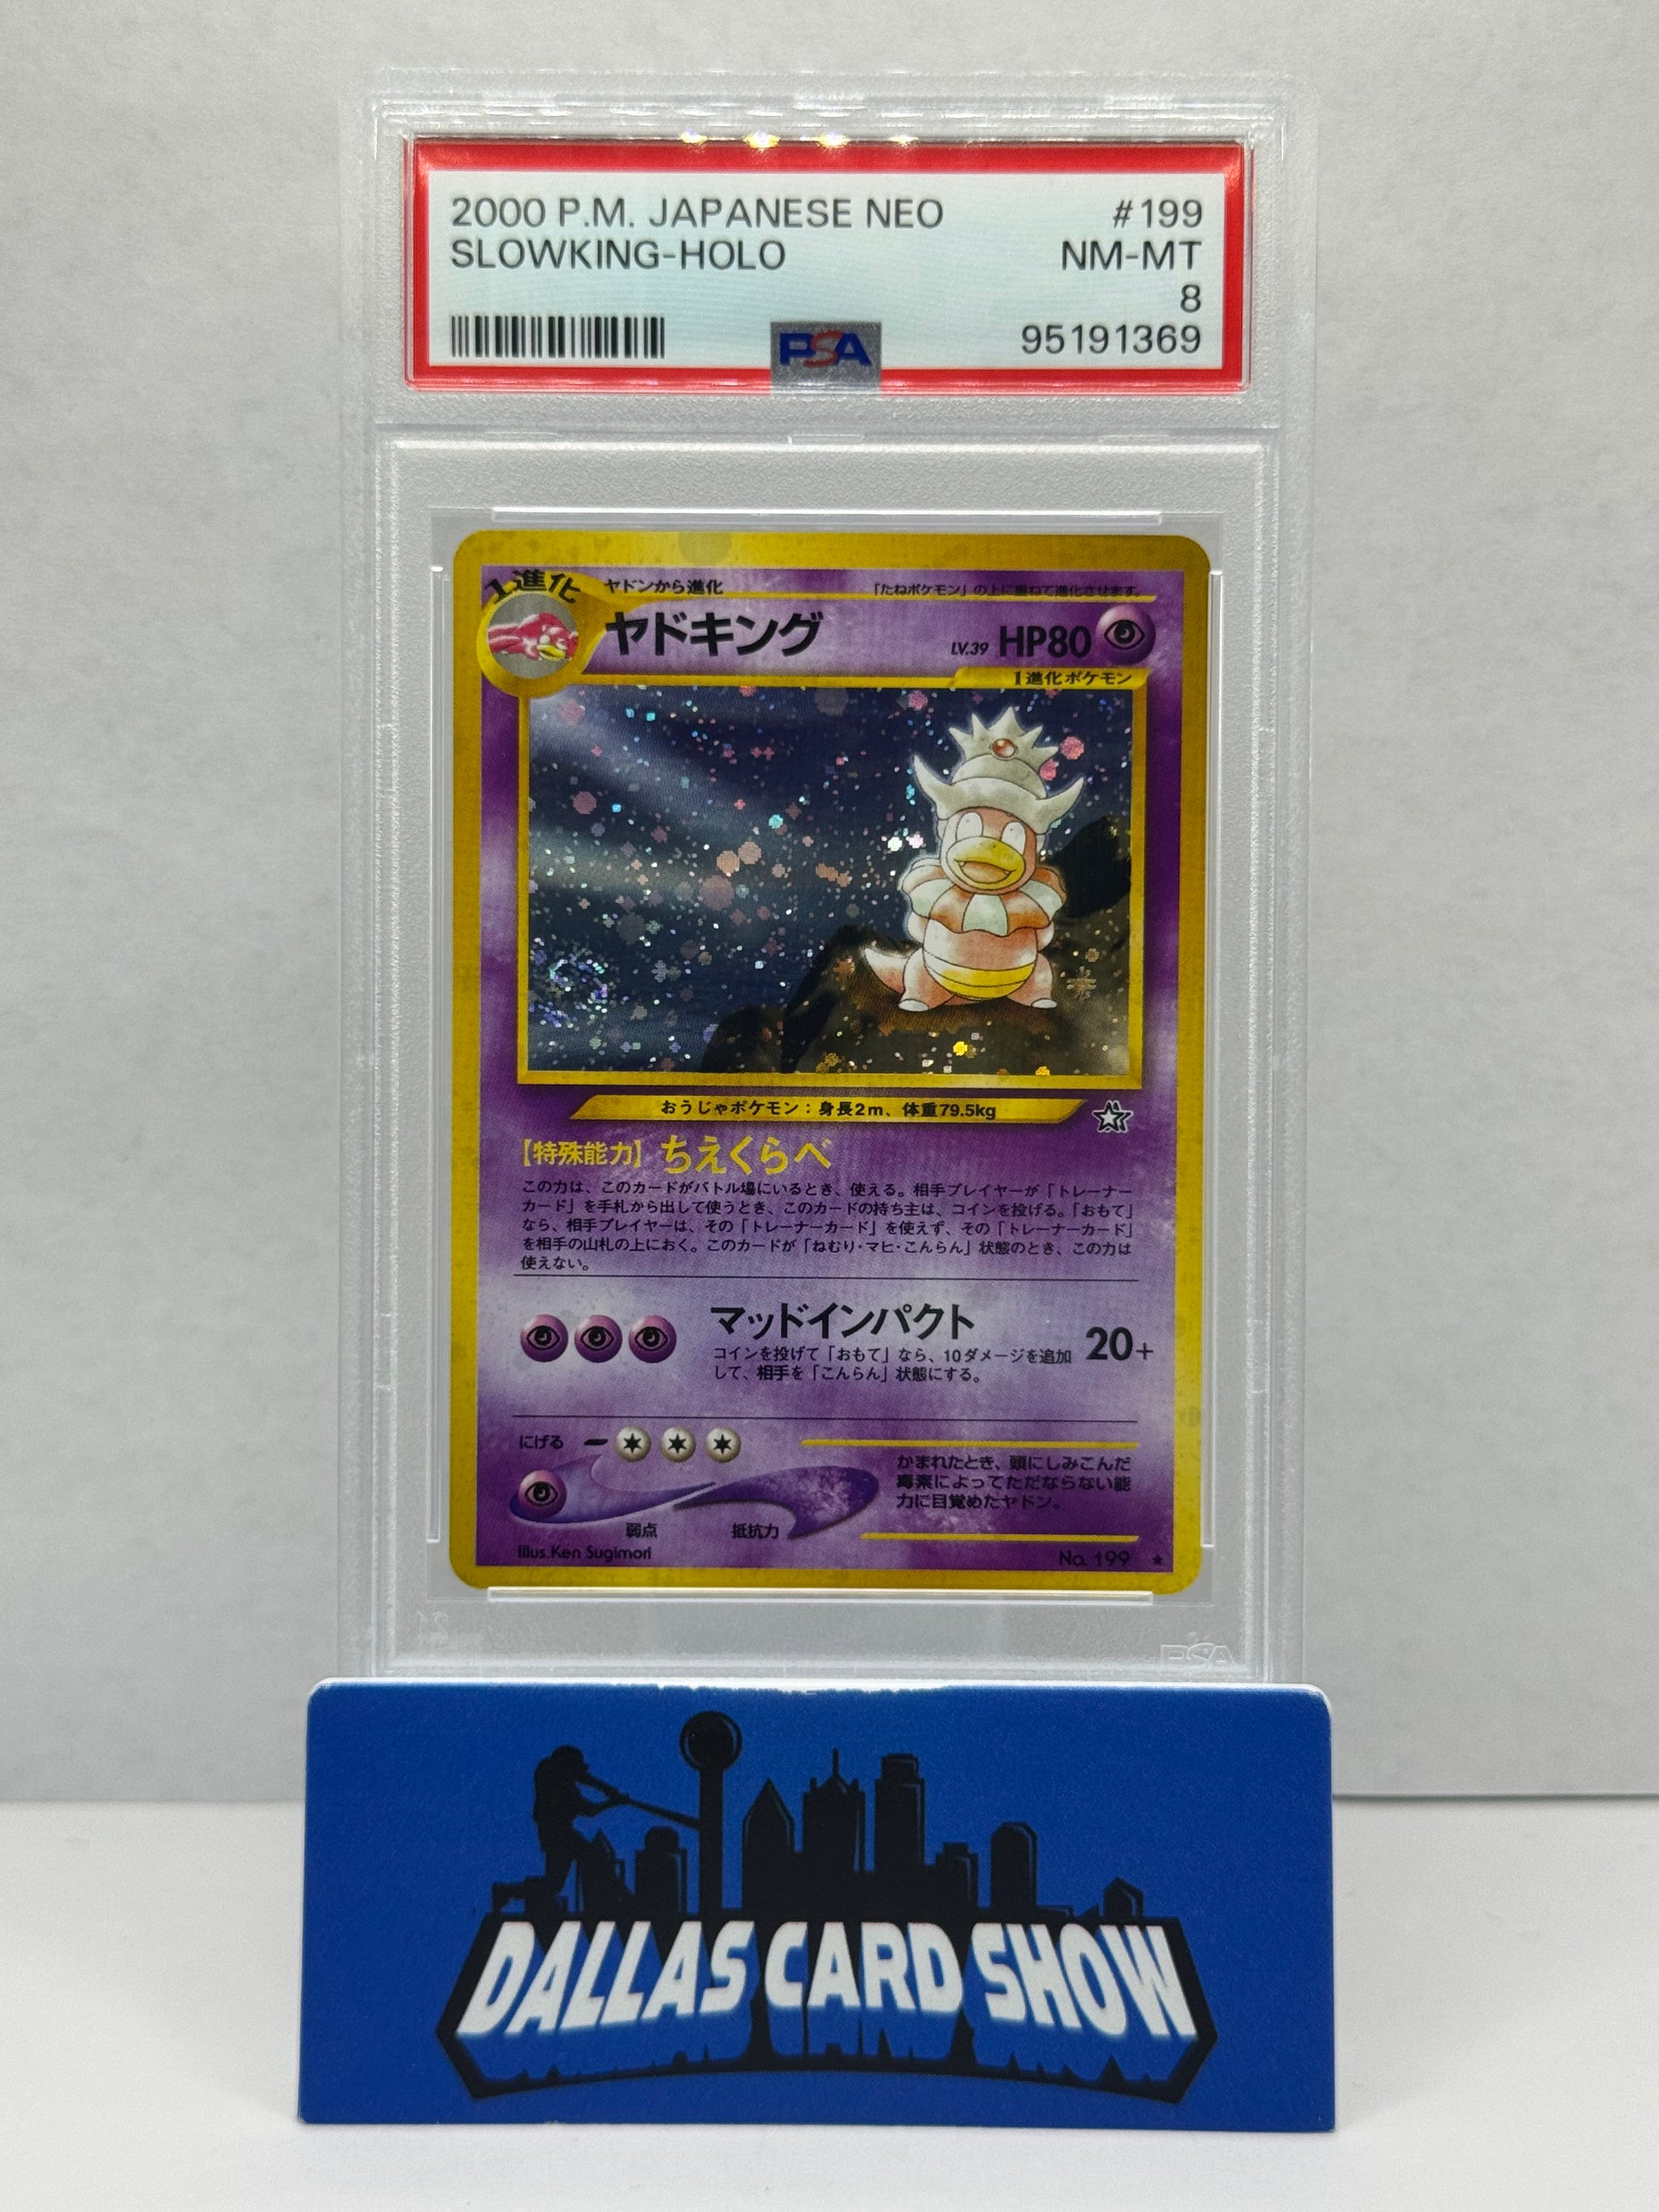 2000 P.M. JAPANESE NEO #199
SLOWKING-HOLO NM-MT
8
PSA 95191369
1進化
ヤドンから進化 「たねポケモン」の上に重ねて進化させます。
ヤドキング LV.39 HP80
1進化ポケモン
おうじゃポケモン：身長2m、体重79.5kg
【特殊能力】ちえくらべ
この力は、このカードがバトル場にいるとき、使える。相手プレイヤーが「トレーナー
カード」を手札から出して使うとき、このカードの持ち主は、コインを投げる。「おもて」
なら、相手プレイヤーは、その「トレーナーカード」を使えず、その「トレーナーカード」
を相手の山札の上におく。このカードが「ねむり・マヒ・こんらん」状態のとき、この力は
使えない。
マッドインパクト 20+
コインを投げて「おもて」なら、10ダメージを追加
して、相手を「こんらん」状態にする。
にげる
かまれたとき、頭にしみこんだ
毒素によってただならない能
力に目覚めたヤドン。
弱点 抵抗力
Illus.Ken Sugimori No. 199 ★
PSA
DALLAS CARD SHOW